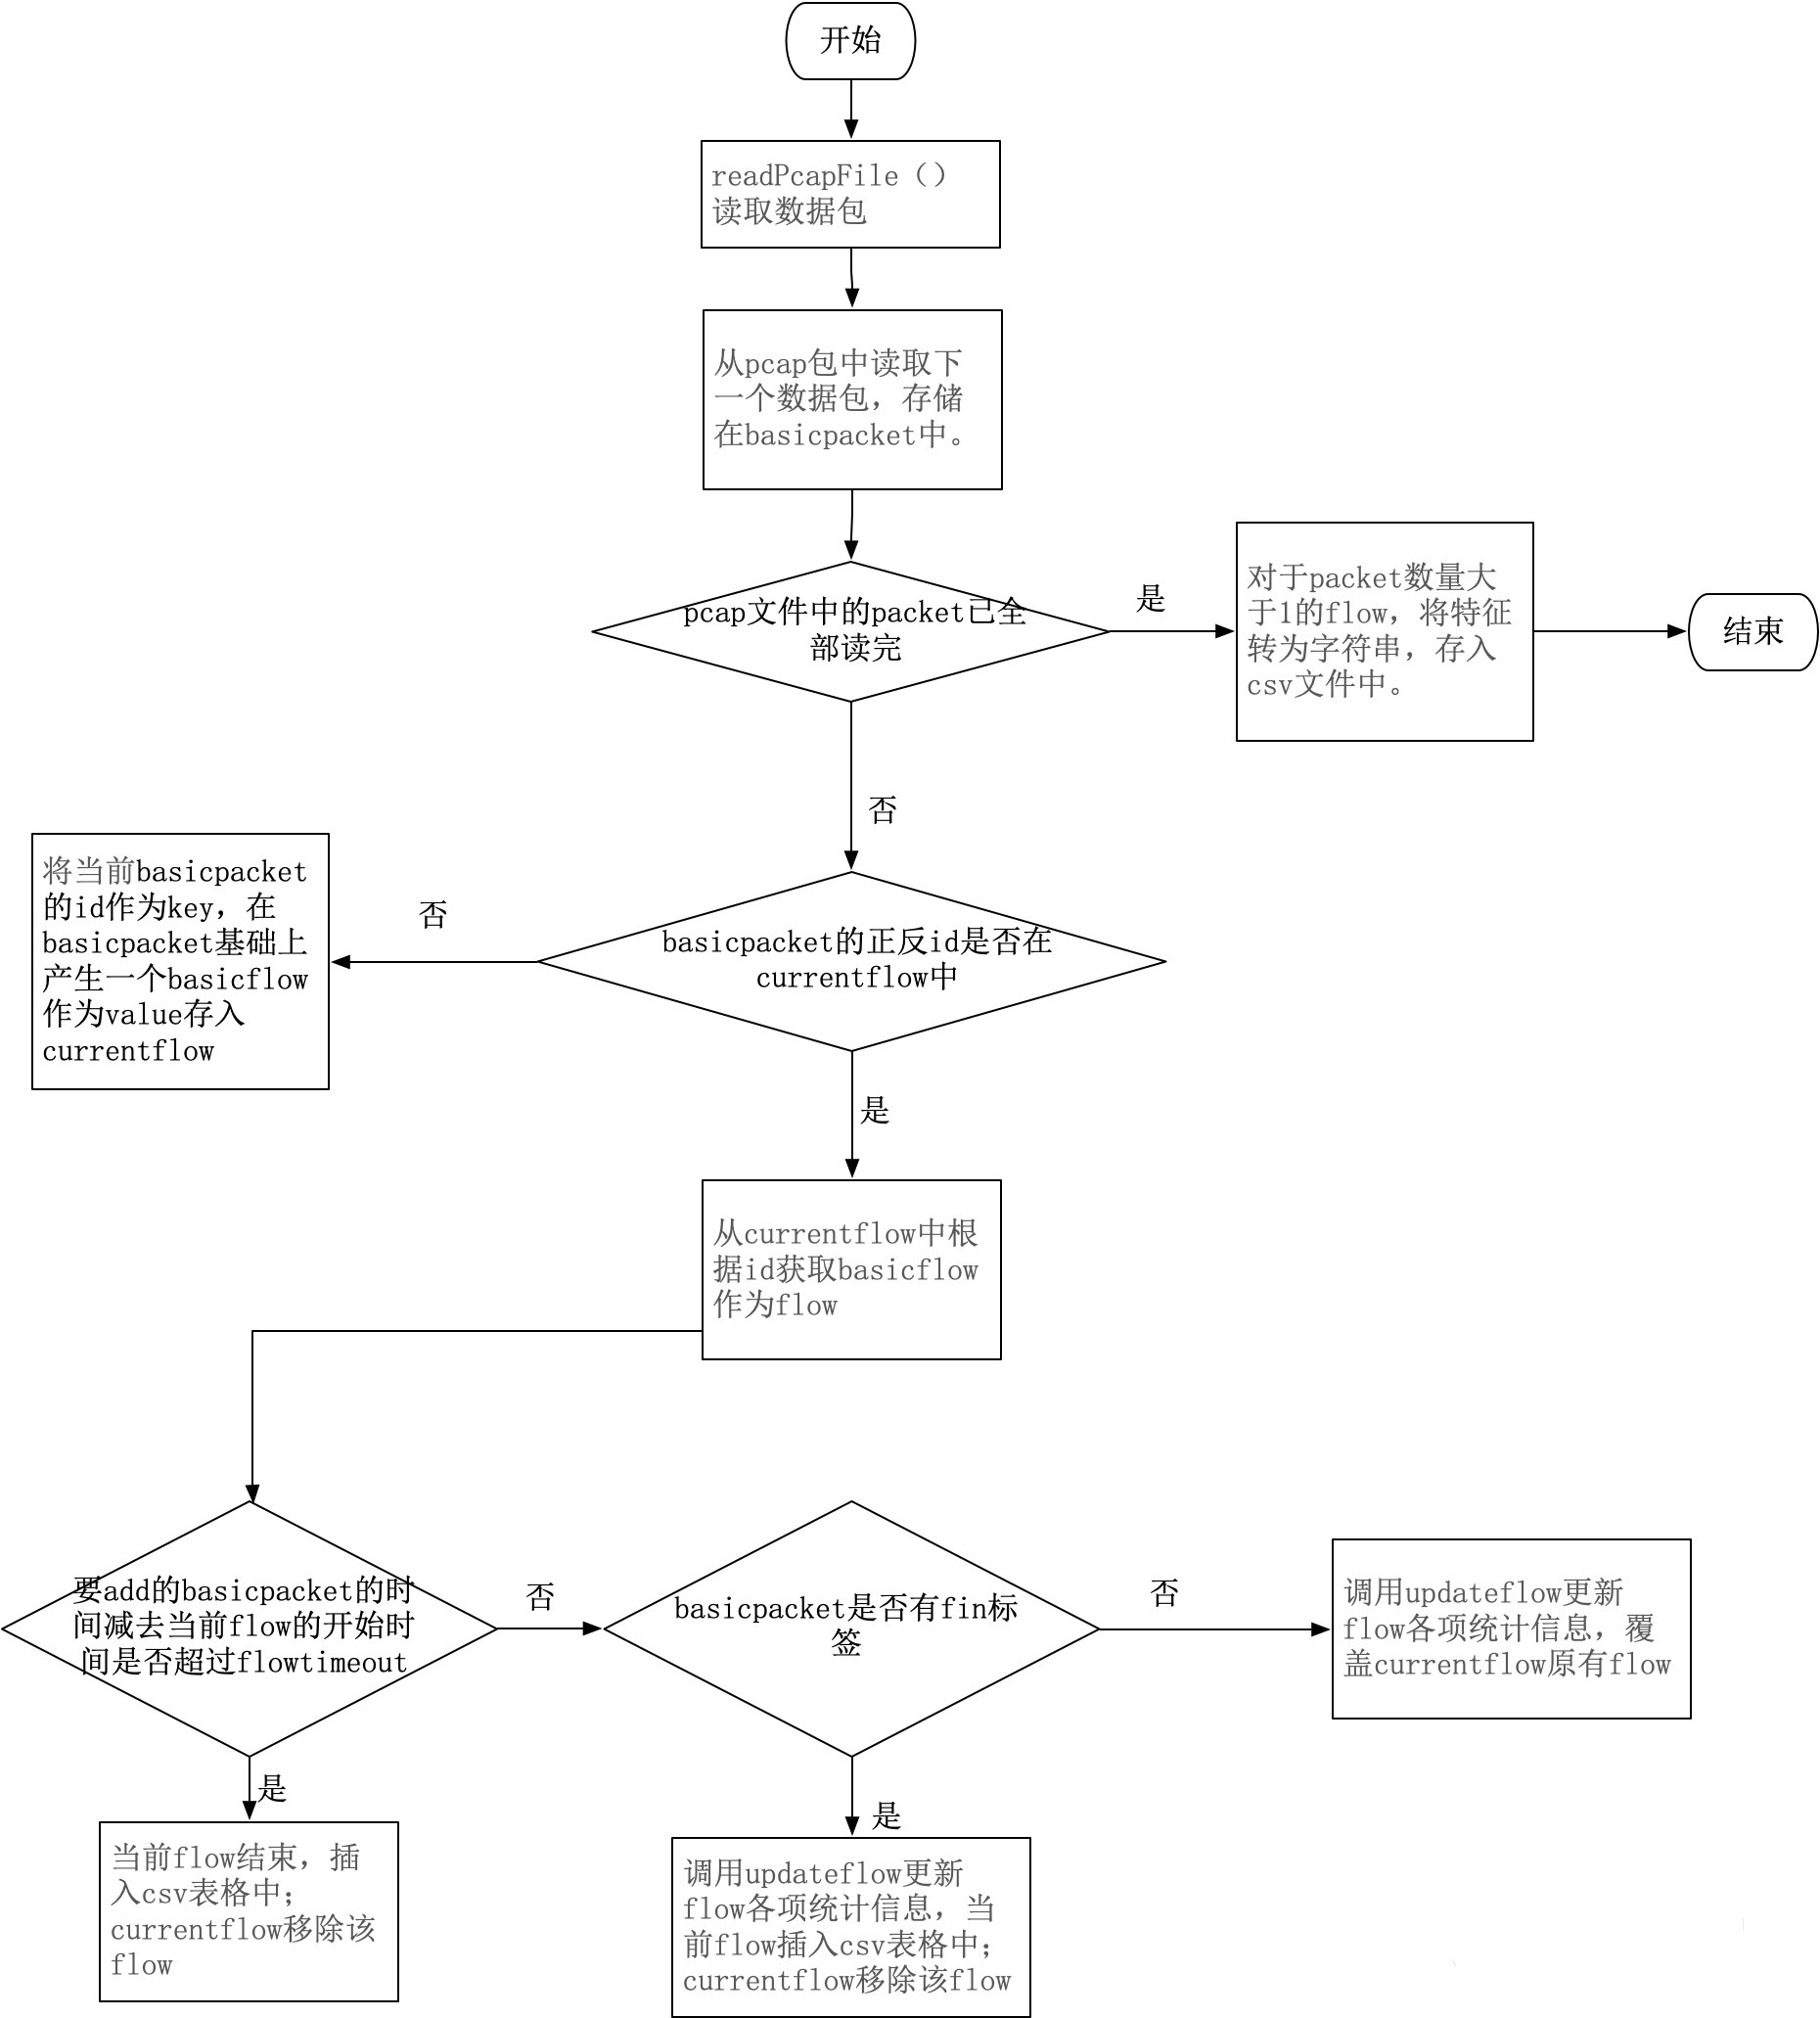 开始
readPcapFile（）
读取数据包
从pcap包中读取下
一个数据包，存储
在basicpacket中。
pcap文件中的packet已全
部读完
是
对于packet数量大
于1的flow，将特征
转为字符串，存入
csv文件中。
结束
否
将当前basicpacket
的id作为key，在
basicpacket基础上
产生一个basicflow
作为value存入
currentflow
否
basicpacket的正反id是否在
currentflow中
是
从currentflow中根
据id获取basicflow
作为flow
要add的basicpacket的时
间减去当前flow的开始时
间是否超过flowtimeout
否
basicpacket是否有fin标
签
否
调用updateflow更新
flow各项统计信息，覆
盖currentflow原有flow
是
当前flow结束，插
入csv表格中；
currentflow移除该
flow
是
调用updateflow更新
flow各项统计信息，当
前flow插入csv表格中；
currentflow移除该flow